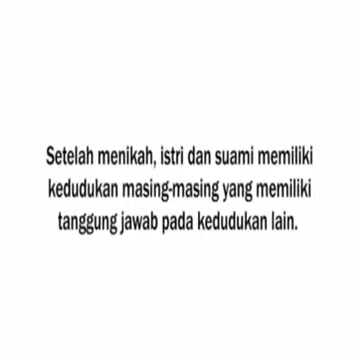 Setelah menikah, istri dan suami memiliki
kedudukan masing-masing yang memiliki
tanggung jawab pada kedudukan lain.